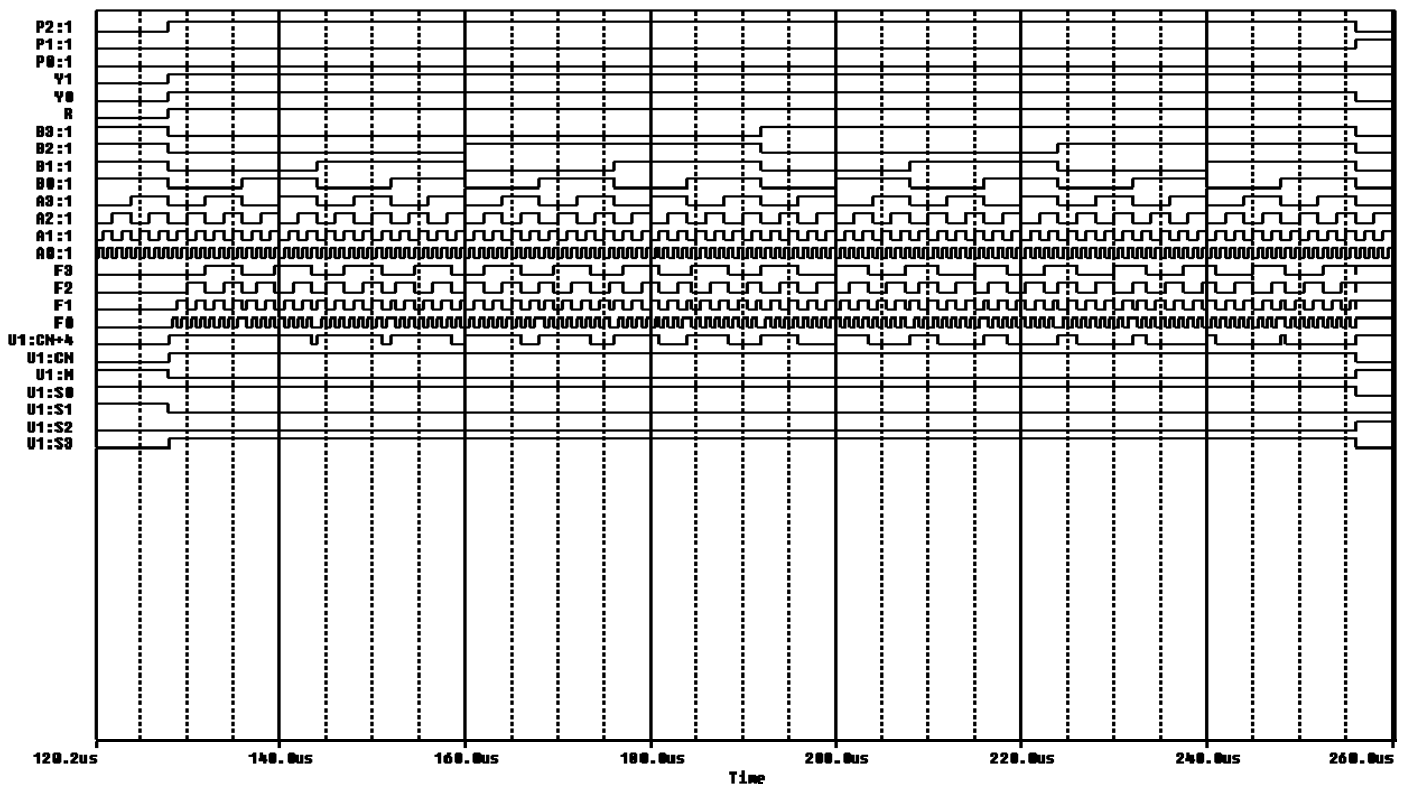 P2:1
P1:1
P0:1
Y1
Y0
R
B3:1
B2:1
B1:1
B0:1
A3:1
A2:1
A1:1
A0:1
F3
F2
F1
F0
U1:CN+4
U1:CN
U1:M
U1:S0
U1:S1
U1:S2
U1:S3
120.2us 140.0us 160.0us 180.0us 200.0us 220.0us 240.0us 260.0us
Time